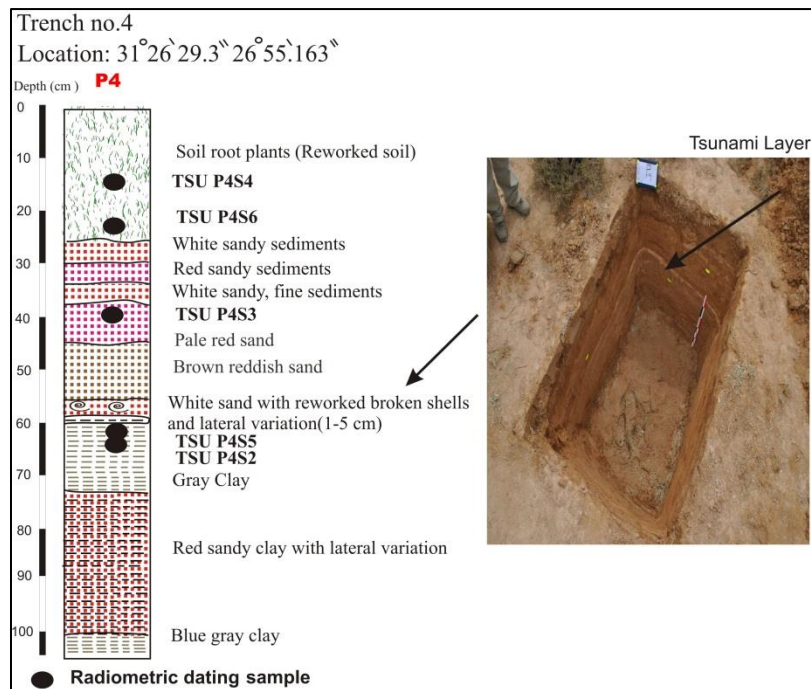 Trench no.4
Location: 31°26`29.3‶ 26°55.̀163‶
Depth (cm)
P4
0
10
20
30
40
50
60
70
80
90
100
Soil root plants (Reworked soil)
TSU P4S4
TSU P4S6
White sandy sediments
Red sandy sediments
White sandy, fine sediments
TSU P4S3
Pale red sand
Brown reddish sand
White sand with reworked broken shells
and lateral variation(1-5 cm)
TSU P4S5
TSU P4S2
Gray Clay
Red sandy clay with lateral variation
Blue gray clay
Radiometric dating sample
Tsunami Layer